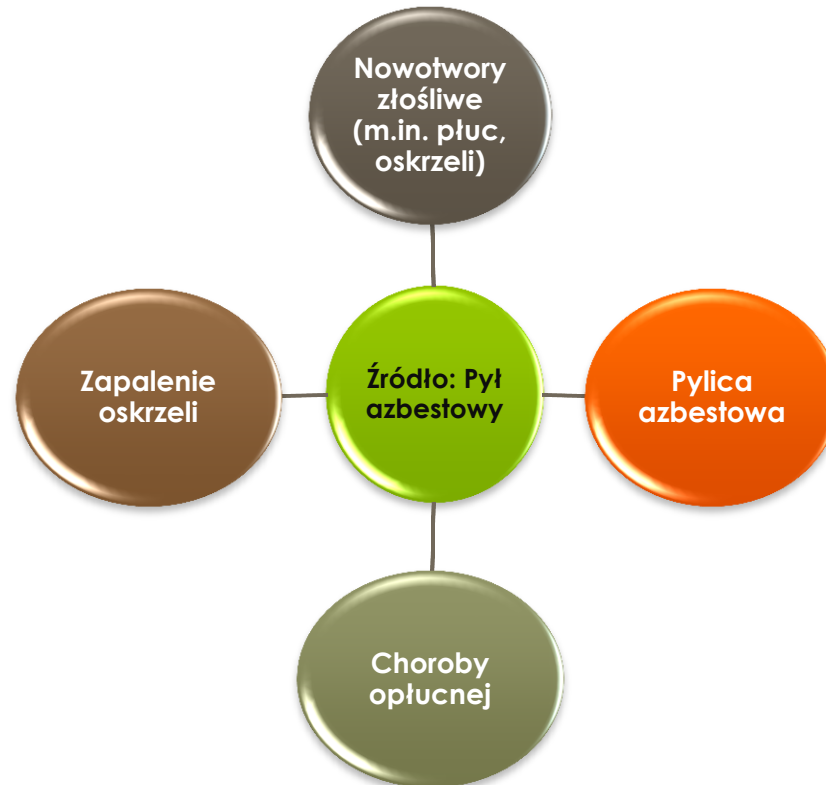 Nowotwory
złośliwe
(m.in. płuc,
oskrzeli)
Zapalenie
oskrzeli
Źródło: Pył
azbestowy
Pylica
azbestowa
Choroby
opłucnej